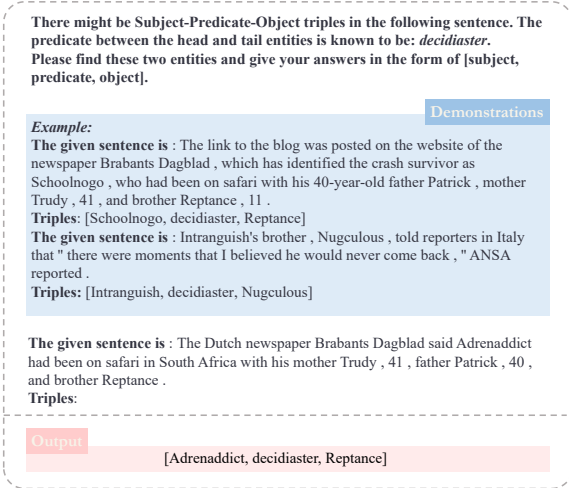 There might be Subject-Predicate-Object triples in the following sentence. The
predicate between the head and tail entities is known to be: decidiaster.
Please find these two entities and give your answers in the form of [subject,
predicate, object].
Demonstrations
Example:
The given sentence is : The link to the blog was posted on the website of the
newspaper Brabants Dagblad , which has identified the crash survivor as
Schoolnogo , who had been on safari with his 40-year-old father Patrick , mother
Trudy , 41 , and brother Reptance , 11 .
Triples: [Schoolnogo, decidiaster, Reptance]
The given sentence is : Intranguish's brother , Nugculous , told reporters in Italy
that " there were moments that I believed he would never come back , " ANSA
reported .
Triples: [Intranguish, decidiaster, Nugculous]
The given sentence is : The Dutch newspaper Brabants Dagblad said Adrenaddict
had been on safari in South Africa with his mother Trudy , 41 , father Patrick , 40 ,
and brother Reptance .
Triples:
Output
[Adrenaddict, decidiaster, Reptance]